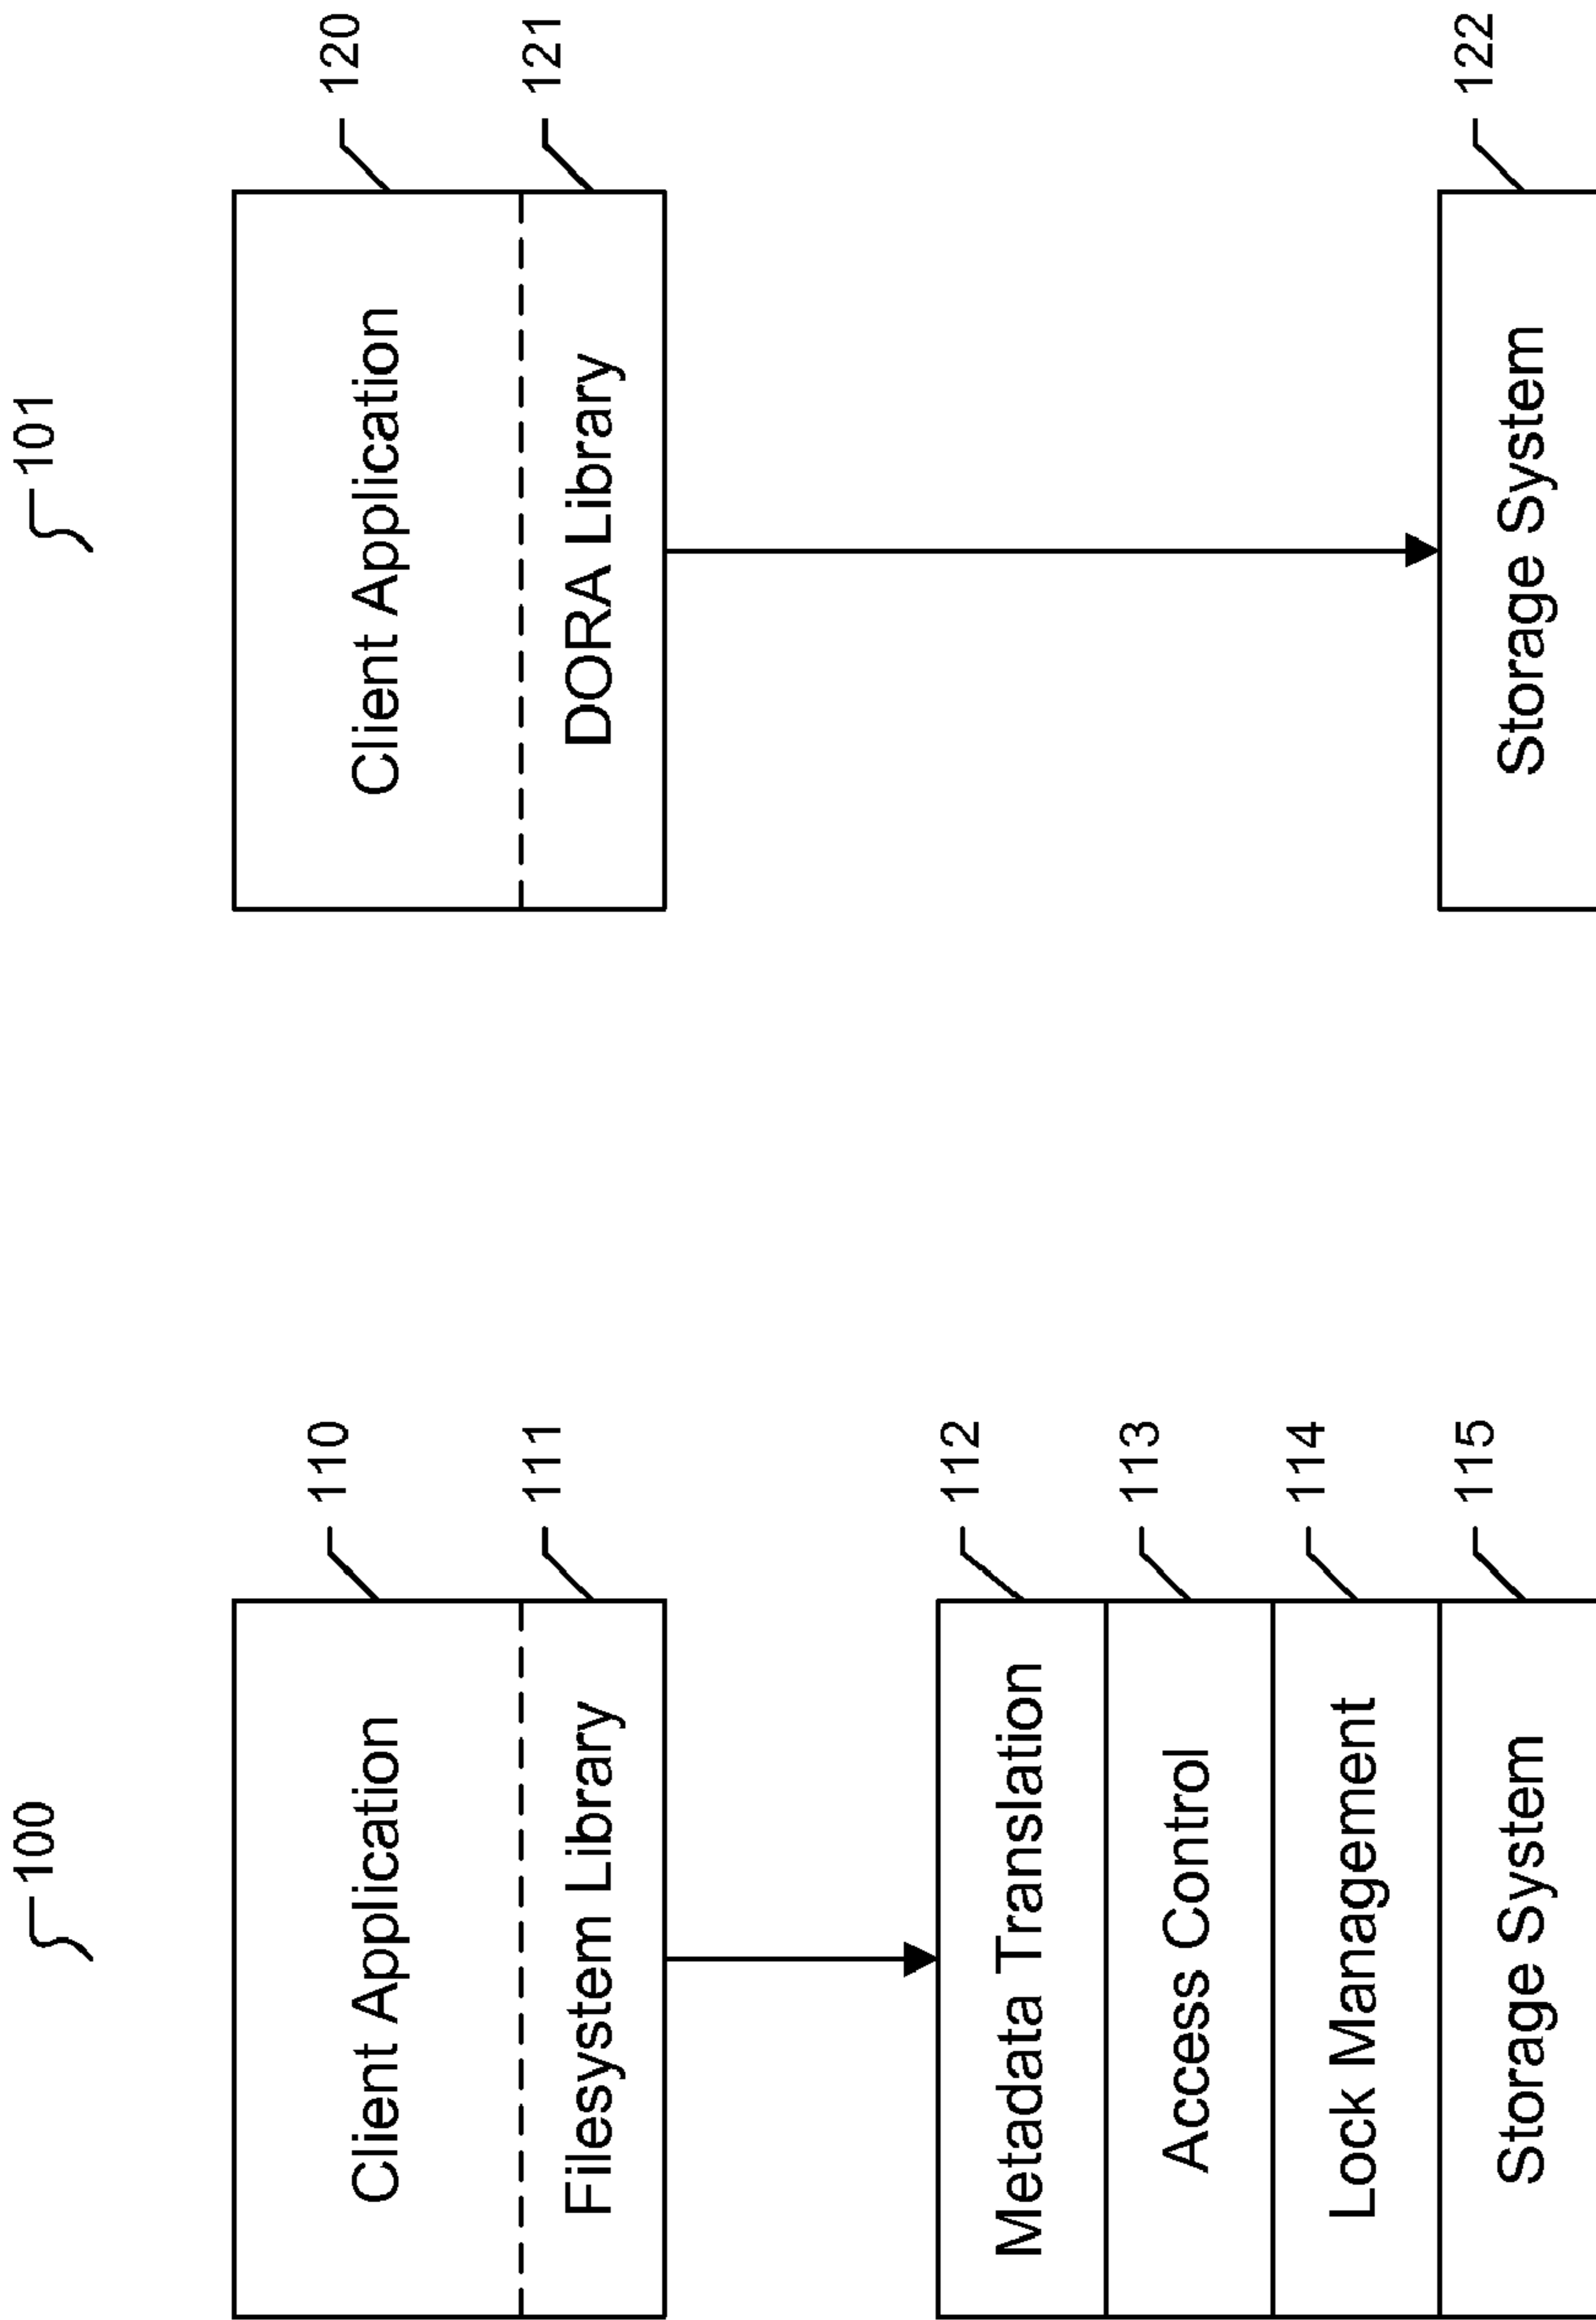 100
Client Application
110
Filesystem Library
111
Metadata Translation
112
Access Control
113
Lock Management
114
Storage System
115
101
Client Application
120
DORA Library
121
Storage System
122